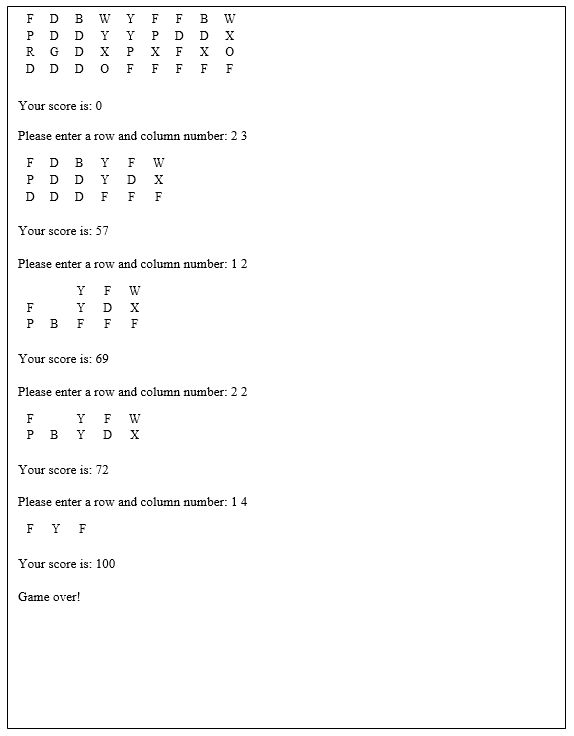 F D B W Y F F B W
P D D Y Y P D D X
R G D X P X F X O
D D D O F F F F F
Your score is: 0
Please enter a row and column number: 2 3
F D B Y F W
P D D Y D X
D D D F F F
Your score is: 57
Please enter a row and column number: 1 2
Y F W
F Y D X
P B F F F
Your score is: 69
Please enter a row and column number: 2 2
F Y F W
P B Y D X
Your score is: 72
Please enter a row and column number: 1 4
F Y F
Your score is: 100
Game over!